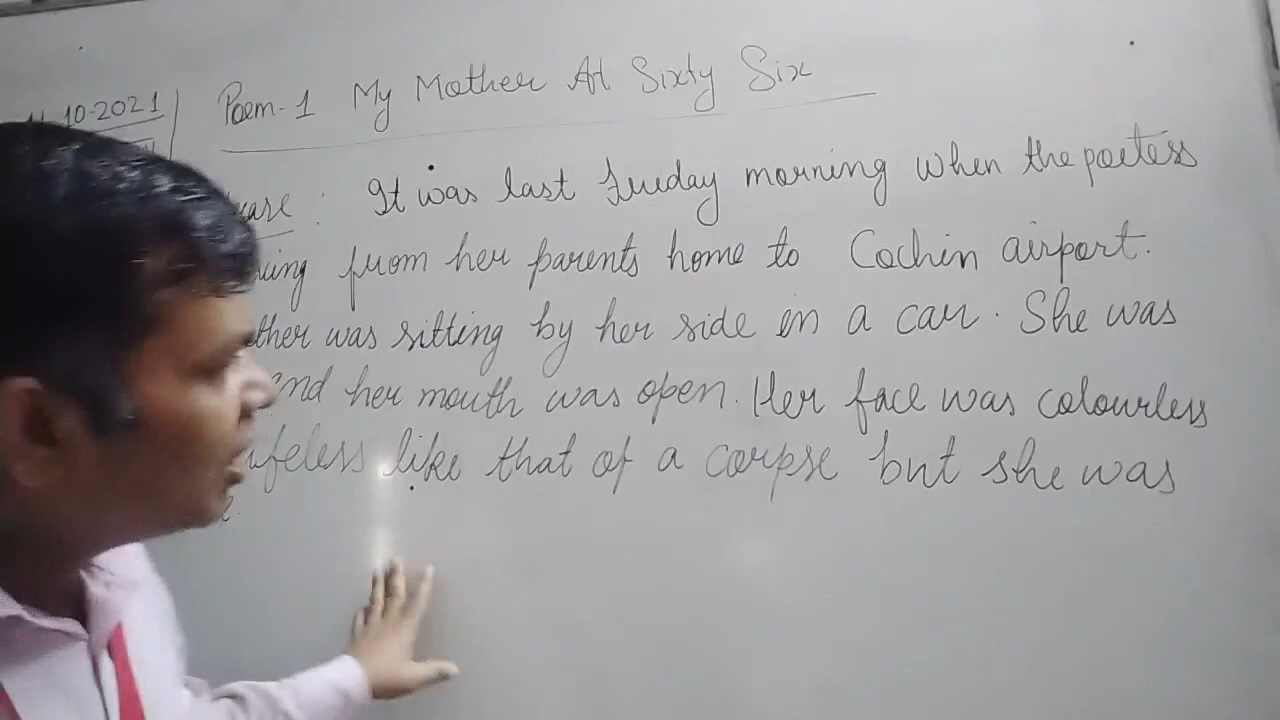 10-2021
Poem-1 My Mother At Sixty Six
It was last friday morning when the poetess
from her parents home to Cochin airport.
was sitting by her side in a car. She was
and her mouth was open. Her face was colourless
like that of a corpse but she was